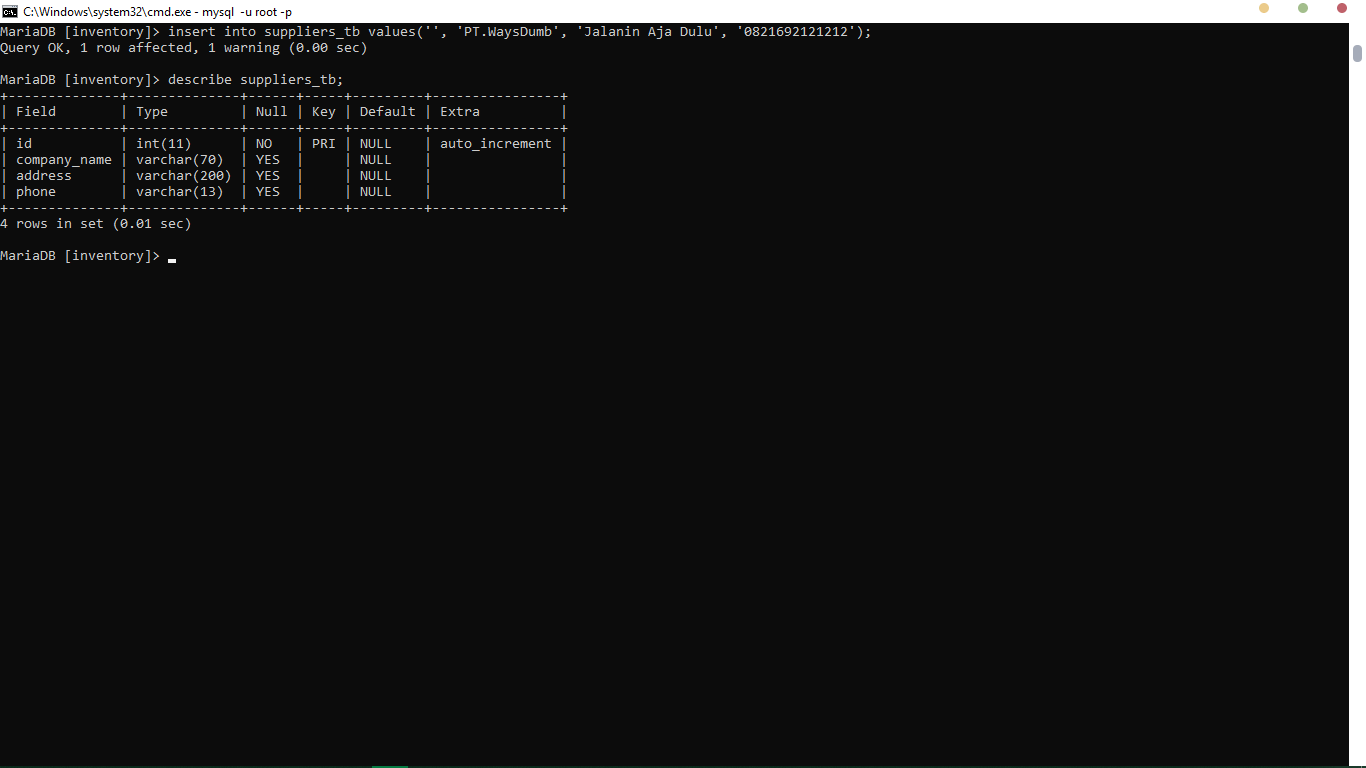 C:\Windows\system32\cmd.exe - mysql  -u root -p
MariaDB [inventory]> insert into suppliers_tb values('', 'PT.WaysDumb', 'Jalanin Aja Dulu', '0821692121212');
Query OK, 1 row affected, 1 warning (0.00 sec)
MariaDB [inventory]> describe suppliers_tb;
+--------------+--------------+------+-----+---------+----------------+
| Field        | Type         | Null | Key | Default | Extra          |
+--------------+--------------+------+-----+---------+----------------+
| id           | int(11)      | NO   | PRI | NULL    | auto_increment |
| company_name | varchar(70)  | YES  |     | NULL    |                |
| address      | varchar(200) | YES  |     | NULL    |                |
| phone        | varchar(13)  | YES  |     | NULL    |                |
+--------------+--------------+------+-----+---------+----------------+
4 rows in set (0.01 sec)
MariaDB [inventory]>